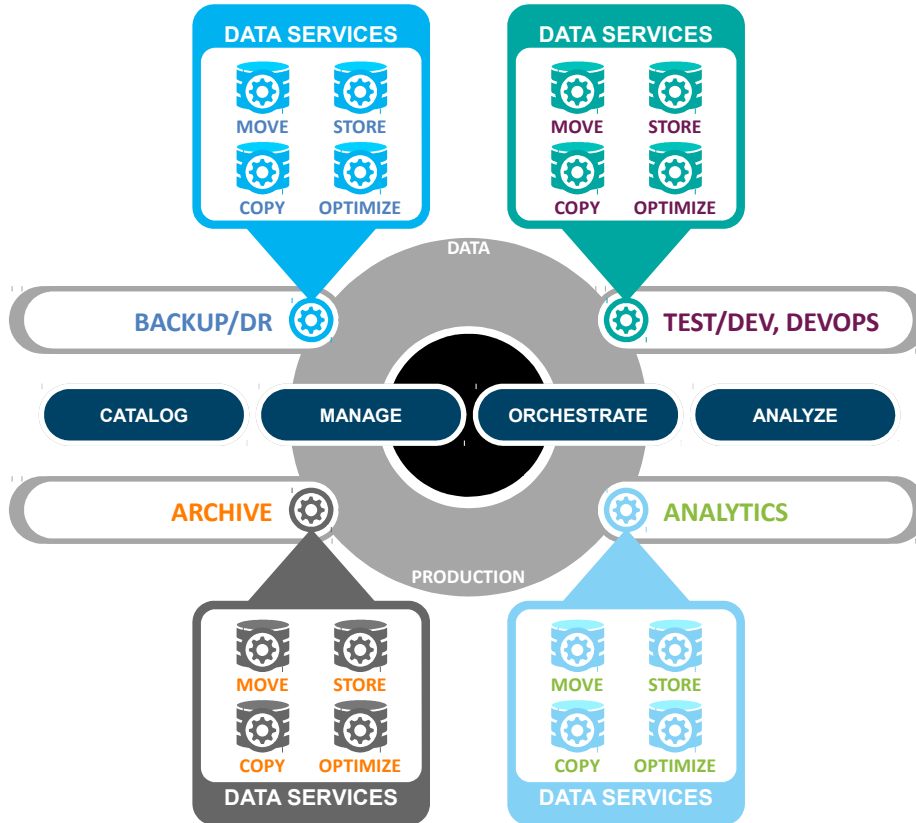 DATA SERVICES
MOVE STORE
COPY OPTIMIZE
DATA SERVICES
MOVE STORE
COPY OPTIMIZE
DATA
BACKUP/DR
TEST/DEV, DEVOPS
CATALOG
MANAGE
ORCHESTRATE
ANALYZE
ARCHIVE
ANALYTICS
PRODUCTION
MOVE STORE
COPY OPTIMIZE
DATA SERVICES
MOVE STORE
COPY OPTIMIZE
DATA SERVICES